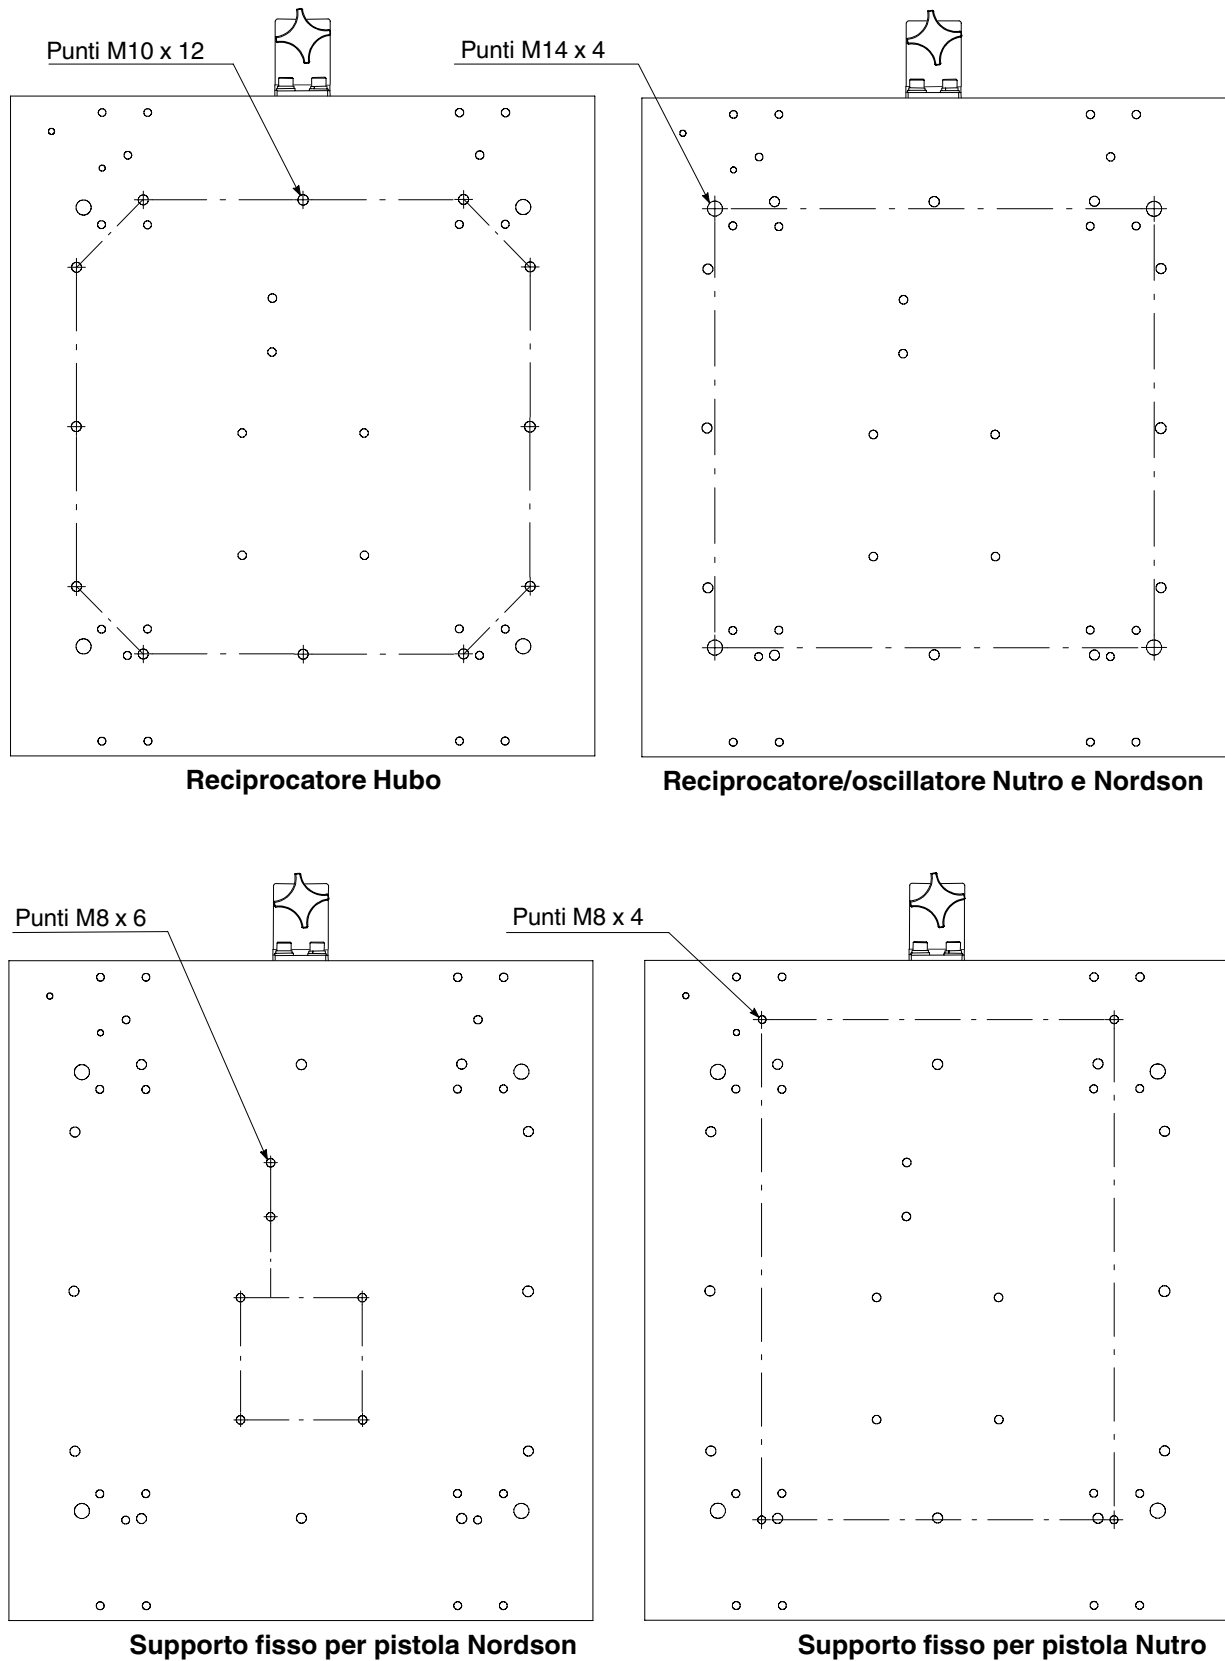 Punti M10 x 12
Punti M14 x 4
Reciprocatore Hubo
Reciprocatore/oscillatore Nutro e Nordson
Punti M8 x 6
Punti M8 x 4
Supporto fisso per pistola Nordson
Supporto fisso per pistola Nutro